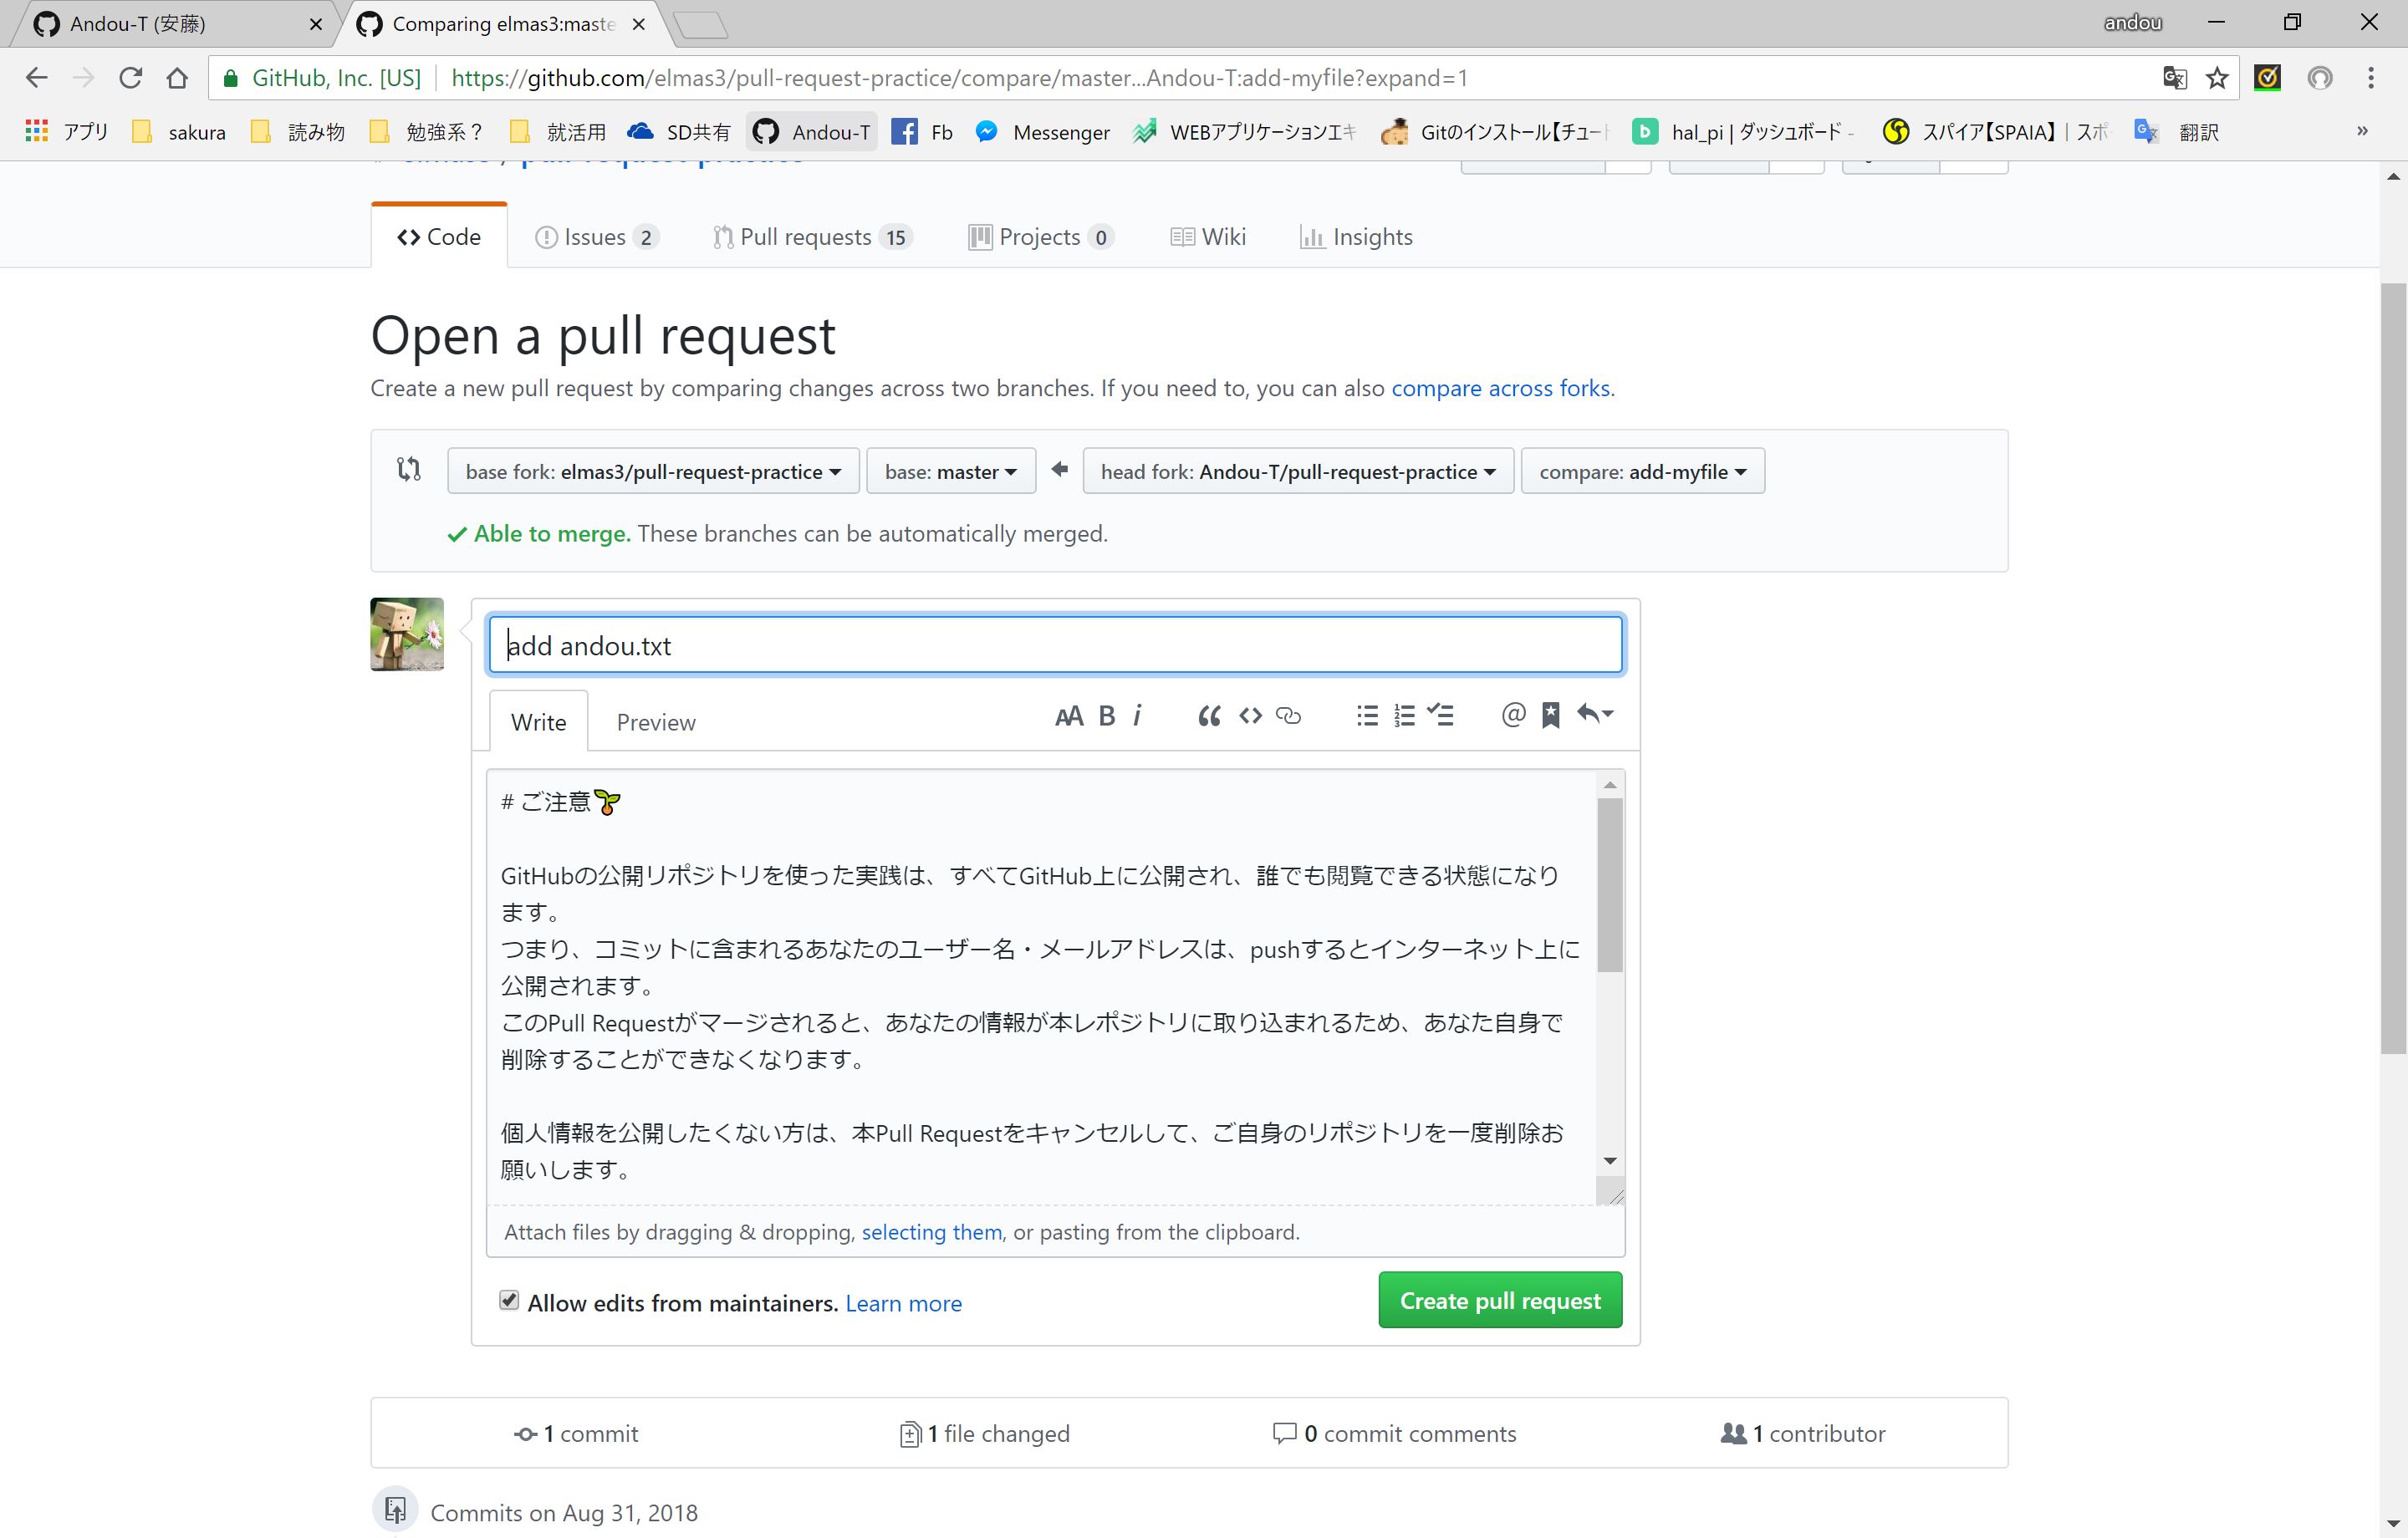 Andou-T (安藤)
Comparing elmas3:maste
andou
GitHub, Inc. [US]
https://github.com/elmas3/pull-request-practice/compare/master...Andou-T:add-myfile?expand=1
アプリ sakura 読み物 勉強系？ 就活用 SD共有 Andou-T Fb Messenger WEBアプリケーションエキ Gitのインストール【チュート hal_pi | ダッシュボード - スパイア【SPAIA】 | スポ 翻訳 »
Code Issues 2 Pull requests 15 Projects 0 Wiki Insights
Open a pull request
Create a new pull request by comparing changes across two branches. If you need to, you can also compare across forks.
base fork: elmas3/pull-request-practice base: master head fork: Andou-T/pull-request-practice compare: add-myfile
Able to merge. These branches can be automatically merged.
add andou.txt
Write Preview AA B i @
# ご注意
GitHubの公開リポジトリを使った実践は、すべてGitHub上に公開され、誰でも閲覧できる状態になり
ます。
つまり、コミットに含まれるあなたのユーザー名・メールアドレスは、pushするとインターネット上に
公開されます。
このPull Requestがマージされると、あなたの情報が本レポジトリに取り込まれるため、あなた自身で
削除することができなくなります。
個人情報を公開したくない方は、本Pull Requestをキャンセルして、ご自身のリポジトリを一度削除お
願いします。
Attach files by dragging & dropping, selecting them, or pasting from the clipboard.
Allow edits from maintainers. Learn more
Create pull request
1 commit 1 file changed 0 commit comments 1 contributor
Commits on Aug 31, 2018